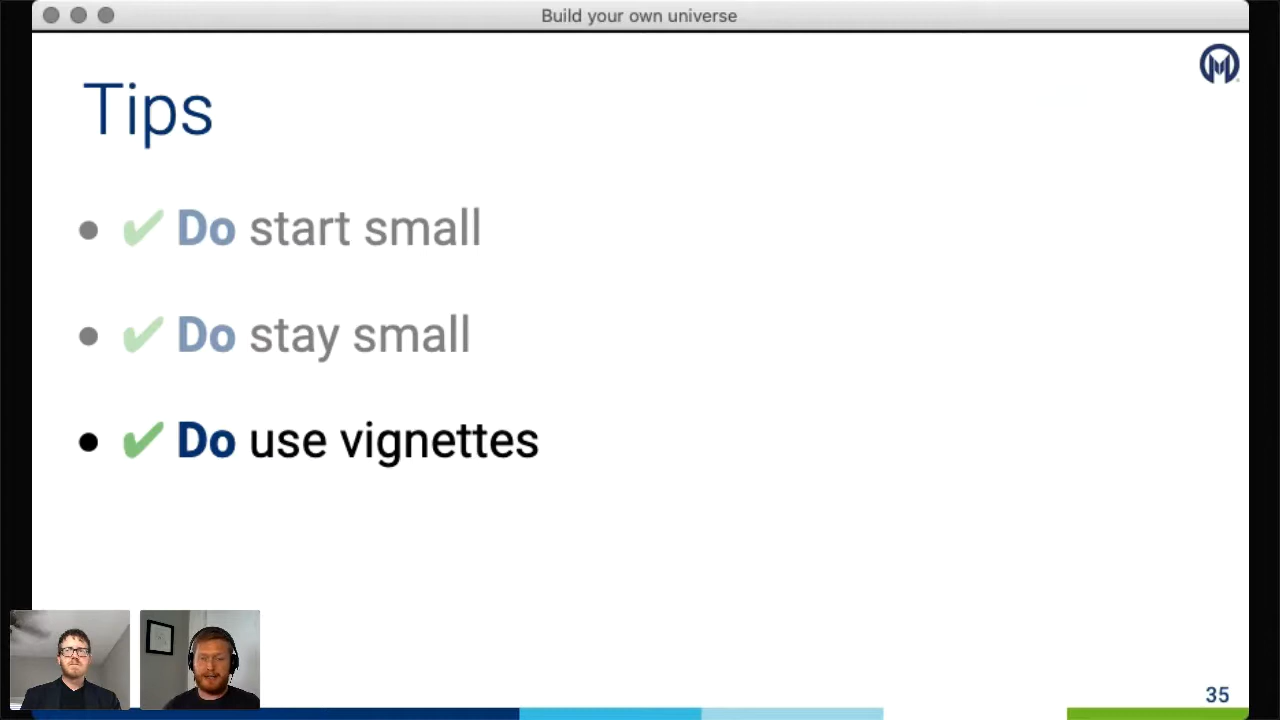 Build your own universe
Tips
• ✔ Do start small
• ✔ Do stay small
• ✔ Do use vignettes
35